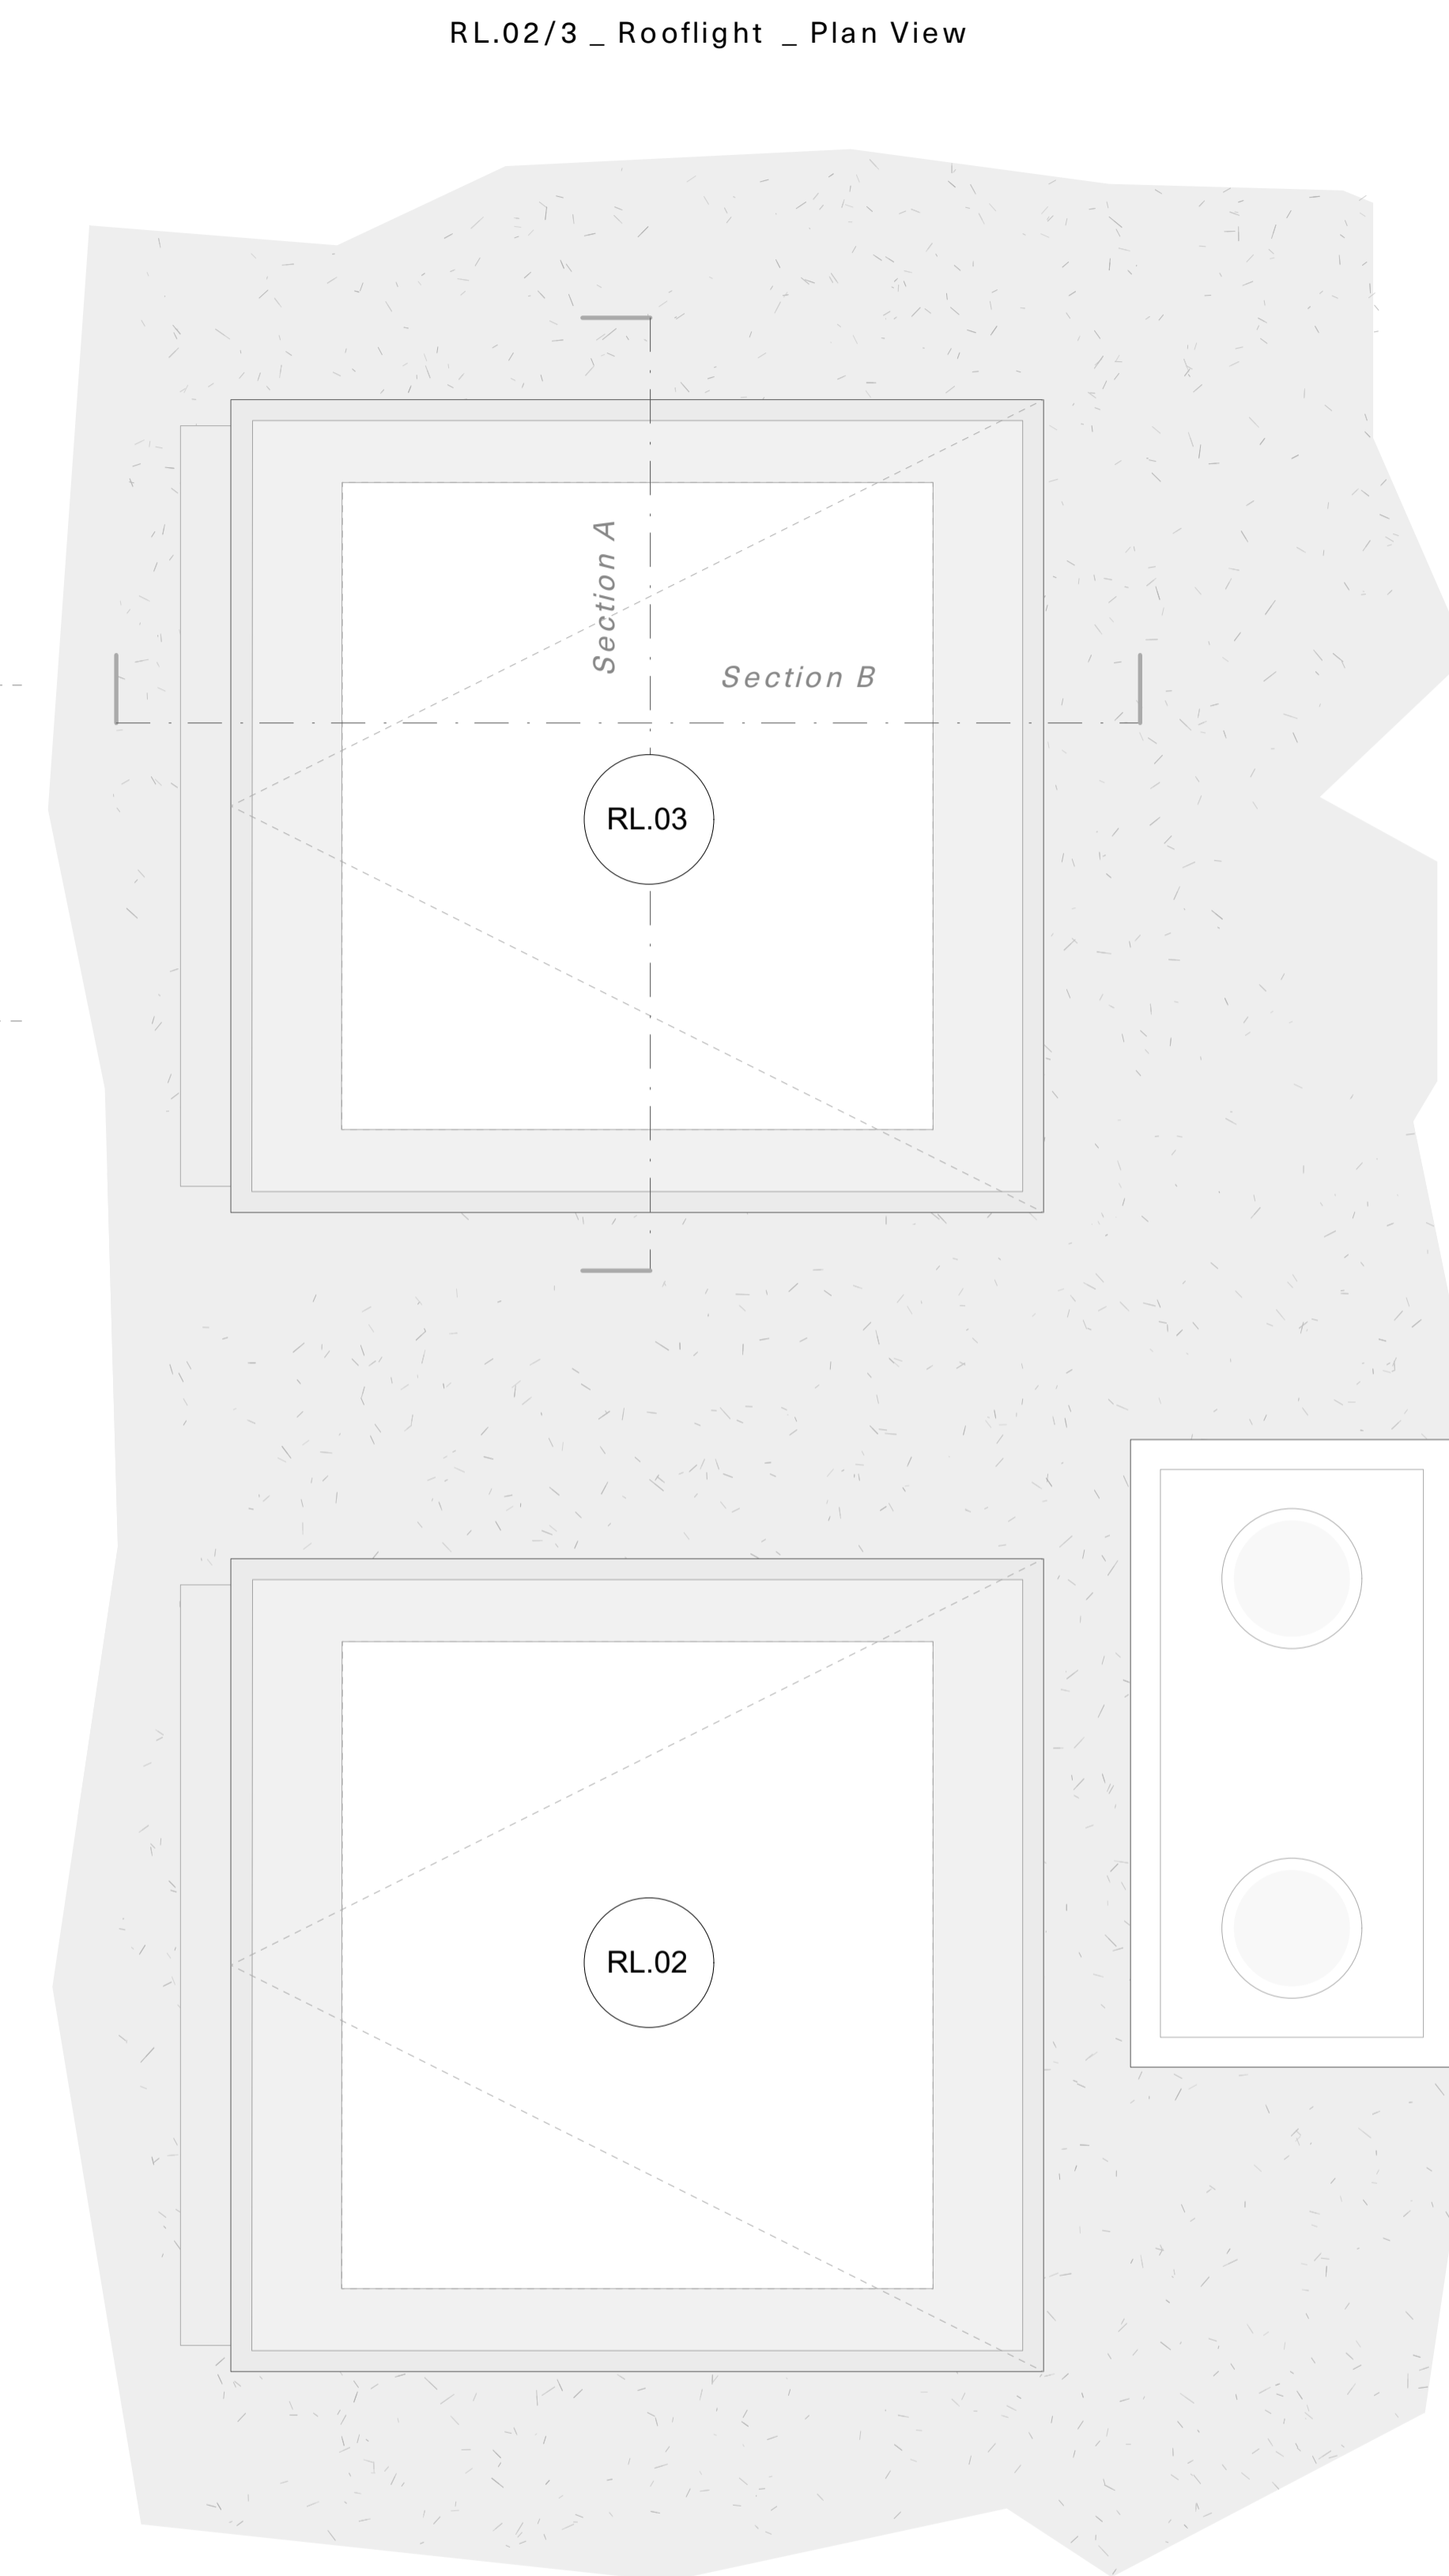 RL.02/3 _ Rooflight _ Plan View
Section A
Section B
RL.03
RL.02